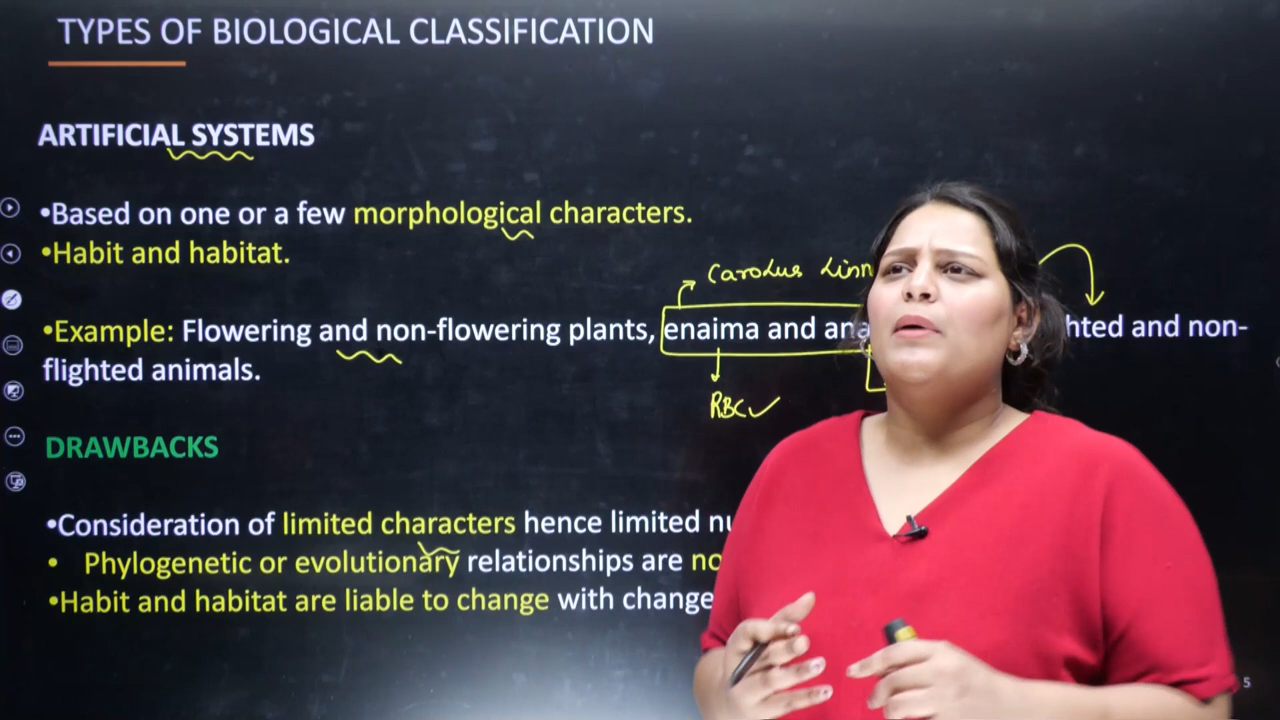 TYPES OF BIOLOGICAL CLASSIFICATION
ARTIFICIAL SYSTEMS
•Based on one or a few morphological characters.
•Habit and habitat.
Carolus Linn
•Example: Flowering and non-flowering plants, enaima and ana hted and non-
flighted animals.
RBC✓
DRAWBACKS
•Consideration of limited characters hence limited nu
• Phylogenetic or evolutionary relationships are no
•Habit and habitat are liable to change with change
5